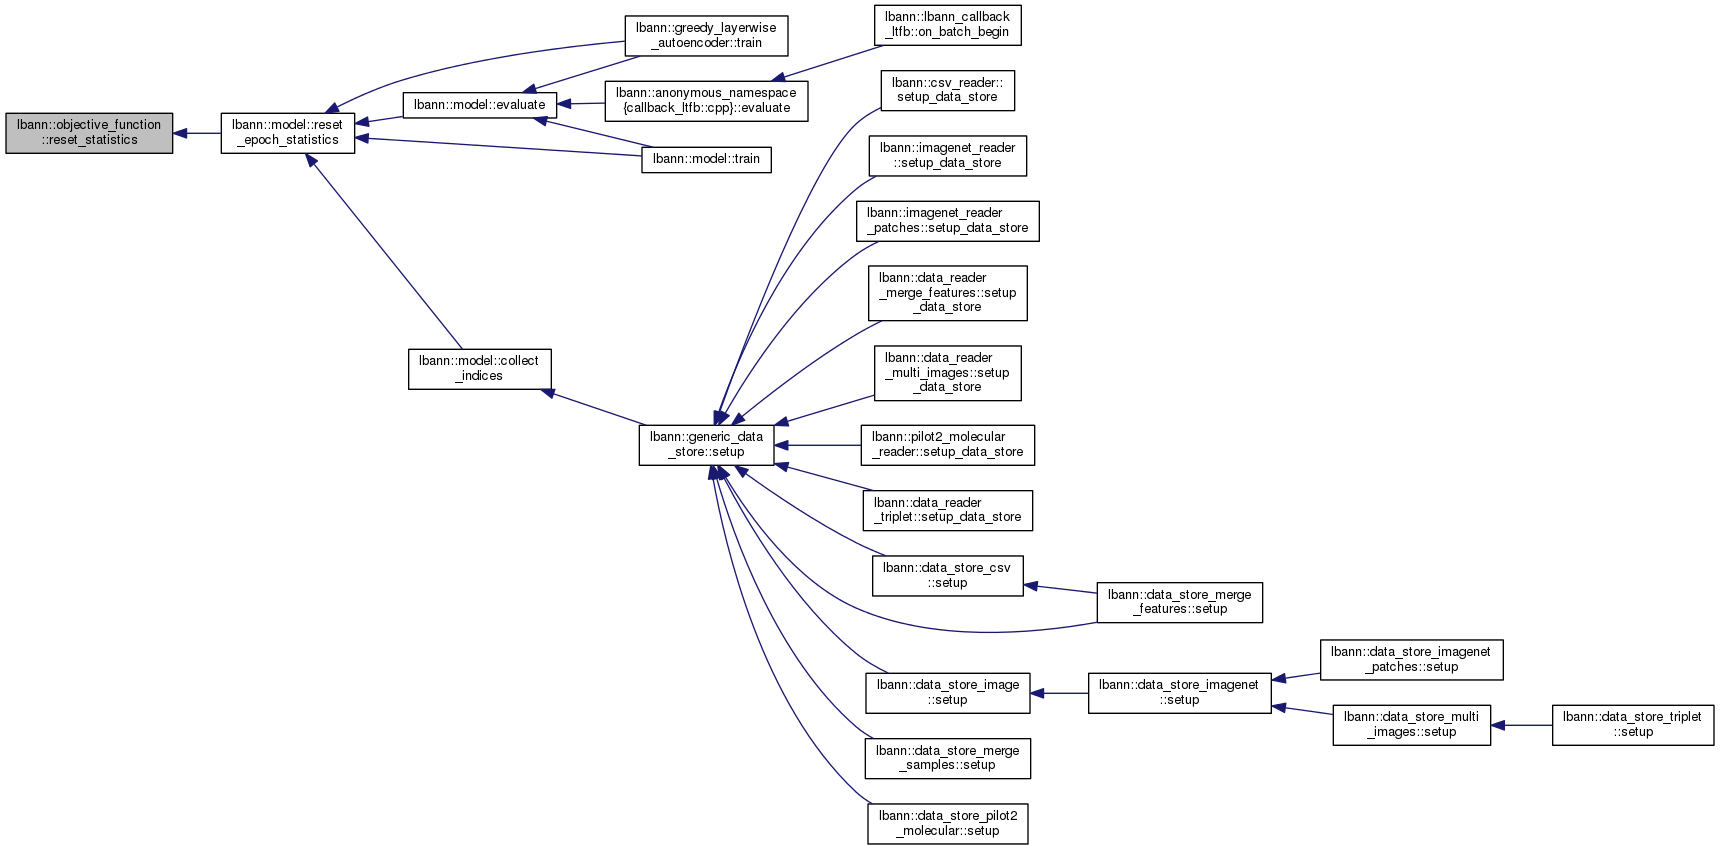 lbann::objective_function
::reset_statistics
lbann::model::reset
_epoch_statistics
lbann::greedy_layerwise
_autoencoder::train
lbann::model::evaluate
lbann::anonymous_namespace
{callback_ltfb::cpp}::evaluate
lbann::lbann_callback
_ltfb::on_batch_begin
lbann::model::train
lbann::model::collect
_indices
lbann::generic_data
_store::setup
lbann::csv_reader::
setup_data_store
lbann::imagenet_reader
::setup_data_store
lbann::imagenet_reader
_patches::setup_data_store
lbann::data_reader
_merge_features::setup
_data_store
lbann::data_reader
_multi_images::setup
_data_store
lbann::pilot2_molecular
_reader::setup_data_store
lbann::data_reader
_triplet::setup_data_store
lbann::data_store_csv
::setup
lbann::data_store_merge
_features::setup
lbann::data_store_image
::setup
lbann::data_store_imagenet
::setup
lbann::data_store_imagenet
_patches::setup
lbann::data_store_multi
_images::setup
lbann::data_store_triplet
::setup
lbann::data_store_merge
_samples::setup
lbann::data_store_pilot2
_molecular::setup